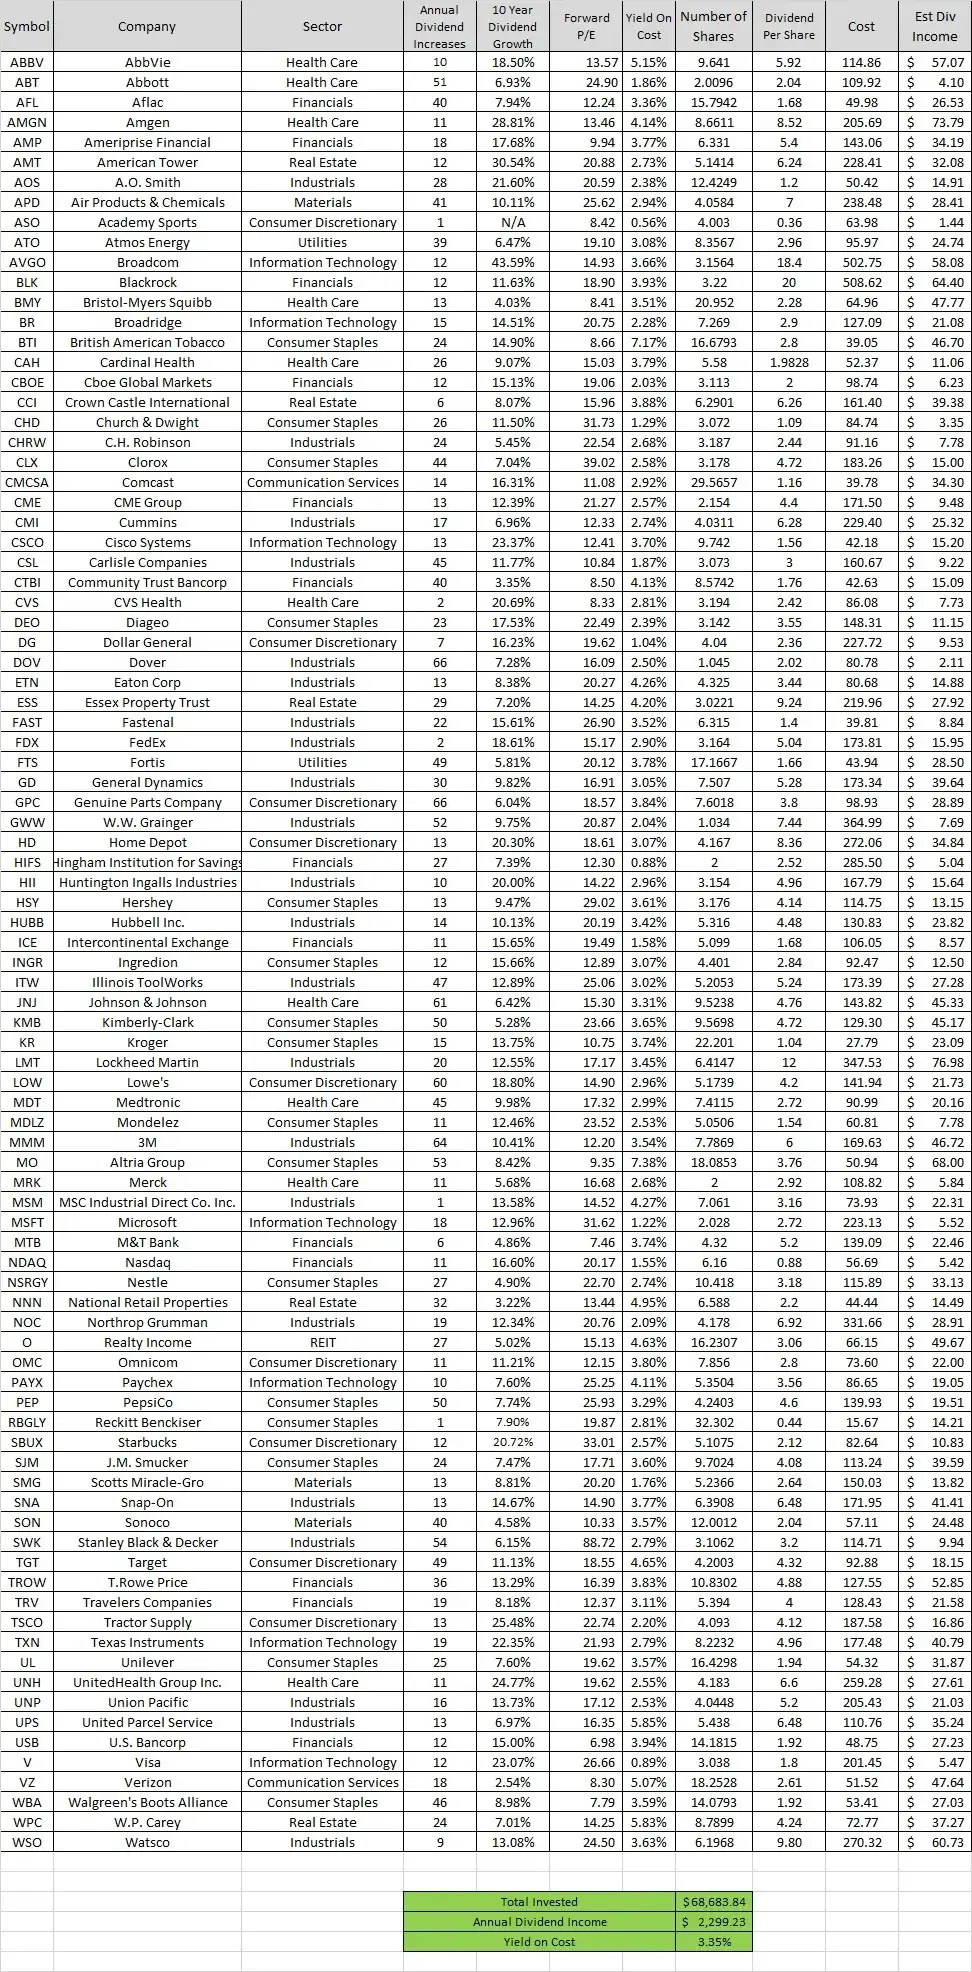 Symbol Company Sector Annual Dividend Increases 10 Year Dividend Growth Forward P/E Yield On Cost Number of Shares Dividend Per Share Cost Est Div Income
ABBV AbbVie Health Care 10 18.50% 13.57 5.15% 9.641 5.92 114.86 $ 57.07
ABT Abbott Health Care 51 6.93% 24.90 1.86% 2.0096 2.04 109.92 $ 4.10
AFL Aflac Financials 40 7.94% 12.24 3.36% 15.7942 1.68 49.98 $ 26.53
AMGN Amgen Health Care 11 28.81% 13.46 4.14% 8.6611 8.52 205.69 $ 73.79
AMP Ameriprise Financial Financials 18 17.68% 9.94 3.77% 6.331 5.4 143.06 $ 34.19
AMT American Tower Real Estate 12 30.54% 20.88 2.73% 5.1414 6.24 228.41 $ 32.08
AOS A.O. Smith Industrials 28 21.60% 20.59 2.38% 12.4249 1.2 50.42 $ 14.91
APD Air Products & Chemicals Materials 41 10.11% 25.62 2.94% 4.0584 7 238.48 $ 28.41
ASO Academy Sports Consumer Discretionary 1 N/A 8.42 0.56% 4.003 0.36 63.98 $ 1.44
ATO Atmos Energy Utilities 39 6.47% 19.10 3.08% 8.3567 2.96 95.97 $ 24.74
AVGO Broadcom Information Technology 12 43.59% 14.93 3.66% 3.1564 18.4 502.75 $ 58.08
BLK Blackrock Financials 12 11.63% 18.90 3.93% 3.22 20 508.62 $ 64.40
BMY Bristol-Myers Squibb Health Care 13 4.03% 8.41 3.51% 20.952 2.28 64.96 $ 47.77
BR Broadridge Information Technology 15 14.51% 20.75 2.28% 7.269 2.9 127.09 $ 21.08
BTI British American Tobacco Consumer Staples 24 14.90% 8.66 7.17% 16.6793 2.8 39.05 $ 46.70
CAH Cardinal Health Health Care 26 9.07% 15.03 3.79% 5.58 1.9828 52.37 $ 11.06
CBOE Cboe Global Markets Financials 12 15.13% 19.06 2.03% 3.113 2 98.74 $ 6.23
CCI Crown Castle International Real Estate 6 8.07% 15.96 3.88% 6.2901 6.26 161.40 $ 39.38
CHD Church & Dwight Consumer Staples 26 11.50% 31.73 1.29% 3.072 1.09 84.74 $ 3.35
CHRW C.H. Robinson Industrials 24 5.45% 22.54 2.68% 3.187 2.44 91.16 $ 7.78
CLX Clorox Consumer Staples 44 7.04% 39.02 2.58% 3.178 4.72 183.26 $ 15.00
CMCSA Comcast Communication Services 14 16.31% 11.08 2.92% 29.5657 1.16 39.78 $ 34.30
CME CME Group Financials 13 12.39% 21.27 2.57% 2.154 4.4 171.50 $ 9.48
CMI Cummins Industrials 17 6.96% 12.33 2.74% 4.0311 6.28 229.40 $ 25.32
CSCO Cisco Systems Information Technology 13 23.37% 12.41 3.70% 9.742 1.56 42.18 $ 15.20
CSL Carlisle Companies Industrials 45 11.77% 10.84 1.87% 3.073 3 160.67 $ 9.22
CTBI Community Trust Bancorp Financials 40 3.35% 8.50 4.13% 8.5742 1.76 42.63 $ 15.09
CVS CVS Health Health Care 2 20.69% 8.33 2.81% 3.194 2.42 86.08 $ 7.73
DEO Diageo Consumer Staples 23 17.53% 22.49 2.39% 3.142 3.55 148.31 $ 11.15
DG Dollar General Consumer Discretionary 7 16.23% 19.62 1.04% 4.04 2.36 227.72 $ 9.53
DOV Dover Industrials 66 7.28% 16.09 2.50% 1.045 2.02 80.78 $ 2.11
ETN Eaton Corp Industrials 13 8.38% 20.27 4.26% 4.325 3.44 80.68 $ 14.88
ESS Essex Property Trust Real Estate 29 7.20% 14.25 4.20% 3.0221 9.24 219.96 $ 27.92
FAST Fastenal Industrials 22 15.61% 26.90 3.52% 6.315 1.4 39.81 $ 8.84
FDX FedEx Industrials 2 18.61% 15.17 2.90% 3.164 5.04 173.81 $ 15.95
FTS Fortis Utilities 49 5.81% 20.12 3.78% 17.1667 1.66 43.94 $ 28.50
GD General Dynamics Industrials 30 9.82% 16.91 3.05% 7.507 5.28 173.34 $ 39.64
GPC Genuine Parts Company Consumer Discretionary 66 6.04% 18.57 3.84% 7.6018 3.8 98.93 $ 28.89
GWW W.W. Grainger Industrials 52 9.75% 20.87 2.04% 1.034 7.44 364.99 $ 7.69
HD Home Depot Consumer Discretionary 13 20.30% 18.61 3.07% 4.167 8.36 272.06 $ 34.84
HIFS Hingham Institution for Savings Financials 27 7.39% 12.30 0.88% 2 2.52 285.50 $ 5.04
HII Huntington Ingalls Industries Industrials 10 20.00% 14.22 2.96% 3.154 4.96 167.79 $ 15.64
HSY Hershey Consumer Staples 13 9.47% 29.02 3.61% 3.176 4.14 114.75 $ 13.15
HUBB Hubbell Inc. Industrials 14 10.13% 20.19 3.42% 5.316 4.48 130.83 $ 23.82
ICE Intercontinental Exchange Financials 11 15.65% 19.49 1.58% 5.099 1.68 106.05 $ 8.57
INGR Ingredion Consumer Staples 12 15.66% 12.89 3.07% 4.401 2.84 92.47 $ 12.50
ITW Illinois ToolWorks Industrials 47 12.89% 25.06 3.02% 5.2053 5.24 173.39 $ 27.28
JNJ Johnson & Johnson Health Care 61 6.42% 15.30 3.31% 9.5238 4.76 143.82 $ 45.33
KMB Kimberly-Clark Consumer Staples 50 5.28% 23.66 3.65% 9.5698 4.72 129.30 $ 45.17
KR Kroger Consumer Staples 15 13.75% 10.75 3.74% 22.201 1.04 27.79 $ 23.09
LMT Lockheed Martin Industrials 20 12.55% 17.17 3.45% 6.4147 12 347.53 $ 76.98
LOW Lowe's Consumer Discretionary 60 18.80% 14.90 2.96% 5.1739 4.2 141.94 $ 21.73
MDT Medtronic Health Care 45 9.98% 17.32 2.99% 7.4115 2.72 90.99 $ 20.16
MDLZ Mondelez Consumer Staples 11 12.46% 23.52 2.53% 5.0506 1.54 60.81 $ 7.78
MMM 3M Industrials 64 10.41% 12.20 3.54% 7.7869 6 169.63 $ 46.72
MO Altria Group Consumer Staples 53 8.42% 9.35 7.38% 18.0853 3.76 50.94 $ 68.00
MRK Merck Health Care 11 5.68% 16.68 2.68% 2 2.92 108.82 $ 5.84
MSM MSC Industrial Direct Co. Inc. Industrials 1 13.58% 14.52 4.27% 7.061 3.16 73.93 $ 22.31
MSFT Microsoft Information Technology 18 12.96% 31.62 1.22% 2.028 2.72 223.13 $ 5.52
MTB M&T Bank Financials 6 4.86% 7.46 3.74% 4.32 5.2 139.09 $ 22.46
NDAQ Nasdaq Financials 11 16.60% 20.17 1.55% 6.16 0.88 56.69 $ 5.42
NSRGY Nestle Consumer Staples 27 4.90% 22.70 2.74% 10.418 3.18 115.89 $ 33.13
NNN National Retail Properties Real Estate 32 3.22% 13.44 4.95% 6.588 2.2 44.44 $ 14.49
NOC Northrop Grumman Industrials 19 12.34% 20.76 2.09% 4.178 6.92 331.66 $ 28.91
O Realty Income REIT 27 5.02% 15.13 4.63% 16.2307 3.06 66.15 $ 49.67
OMC Omnicom Consumer Discretionary 11 11.21% 12.15 3.80% 7.856 2.8 73.60 $ 22.00
PAYX Paychex Information Technology 10 7.60% 25.25 4.11% 5.3504 3.56 86.65 $ 19.05
PEP PepsiCo Consumer Staples 50 7.74% 25.93 3.29% 4.2403 4.6 139.93 $ 19.51
RBGLY Reckitt Benckiser Consumer Staples 1 7.90% 19.87 2.81% 32.302 0.44 15.67 $ 14.21
SBUX Starbucks Consumer Discretionary 12 20.72% 33.01 2.57% 5.1075 2.12 82.64 $ 10.83
SJM J.M. Smucker Consumer Staples 24 7.47% 17.71 3.60% 9.7024 4.08 113.24 $ 39.59
SMG Scotts Miracle-Gro Materials 13 8.81% 20.20 1.76% 5.2366 2.64 150.03 $ 13.82
SNA Snap-On Industrials 13 14.67% 14.90 3.77% 6.3908 6.48 171.95 $ 41.41
SON Sonoco Materials 40 4.58% 10.33 3.57% 12.0012 2.04 57.11 $ 24.48
SWK Stanley Black & Decker Industrials 54 6.15% 88.72 2.79% 3.1062 3.2 114.71 $ 9.94
TGT Target Consumer Discretionary 49 11.13% 18.55 4.65% 4.2003 4.32 92.88 $ 18.15
TROW T.Rowe Price Financials 36 13.29% 16.39 3.83% 10.8302 4.88 127.55 $ 52.85
TRV Travelers Companies Financials 19 8.18% 12.37 3.11% 5.394 4 128.43 $ 21.58
TSCO Tractor Supply Consumer Discretionary 13 25.48% 22.74 2.20% 4.093 4.12 187.58 $ 16.86
TXN Texas Instruments Information Technology 19 22.35% 21.93 2.79% 8.2232 4.96 177.48 $ 40.79
UL Unilever Consumer Staples 25 7.60% 19.62 3.57% 16.4298 1.94 54.32 $ 31.87
UNH UnitedHealth Group Inc. Health Care 11 24.77% 19.62 2.55% 4.183 6.6 259.28 $ 27.61
UNP Union Pacific Industrials 16 13.73% 17.12 2.53% 4.0448 5.2 205.43 $ 21.03
UPS United Parcel Service Industrials 13 6.97% 16.35 5.85% 5.438 6.48 110.76 $ 35.24
USB U.S. Bancorp Financials 12 15.00% 6.98 3.94% 14.1815 1.92 48.75 $ 27.23
V Visa Information Technology 12 23.07% 26.66 0.89% 3.038 1.8 201.45 $ 5.47
VZ Verizon Communication Services 18 2.54% 8.30 5.07% 18.2528 2.61 51.52 $ 47.64
WBA Walgreen's Boots Alliance Consumer Staples 46 8.98% 7.79 3.59% 14.0793 1.92 53.41 $ 27.03
WPC W.P. Carey Real Estate 24 7.01% 14.25 5.83% 8.7899 4.24 72.77 $ 37.27
WSO Watsco Industrials 9 13.08% 24.50 3.63% 6.1968 9.80 270.32 $ 60.73
Total Invested $68,683.84
Annual Dividend Income $ 2,299.23
Yield on Cost 3.35%